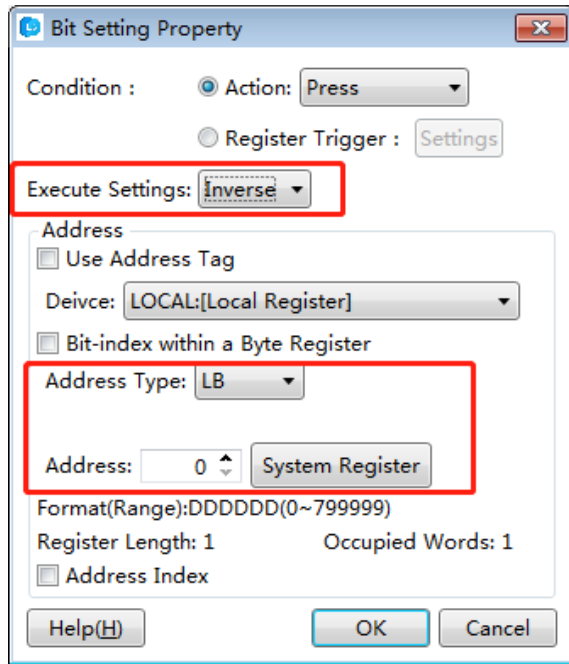 Bit Setting Property
Condition : Action: Press
Register Trigger : Settings
Execute Settings: Inverse
Address
Use Address Tag
Deivce: LOCAL:[Local Register]
Bit-index within a Byte Register
Address Type: LB
Address: 0 System Register
Format(Range):DDDDDD(0~799999)
Register Length: 1 Occupied Words: 1
Address Index
Help(H) OK Cancel